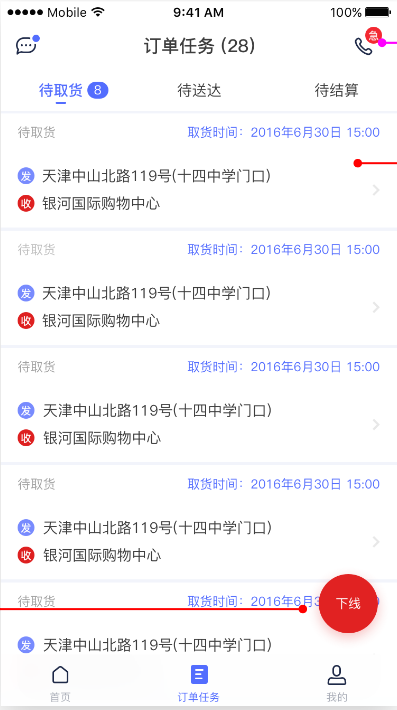 Mobile 9:41 AM 100%
订单任务 (28) 急
待取货 8 待送达 待结算
待取货 取货时间：2016年6月30日 15:00
发 天津中山北路119号(十四中学门口)
收 银河国际购物中心
待取货 取货时间：2016年6月30日 15:00
发 天津中山北路119号(十四中学门口)
收 银河国际购物中心
待取货 取货时间：2016年6月30日 15:00
发 天津中山北路119号(十四中学门口)
收 银河国际购物中心
待取货 取货时间：2016年6月30日 15:00
发 天津中山北路119号(十四中学门口)
收 银河国际购物中心
待取货 取货时间：2016年6月3
下线
发 天津中山北路119号(十四中学门口)
首页 订单任务 我的